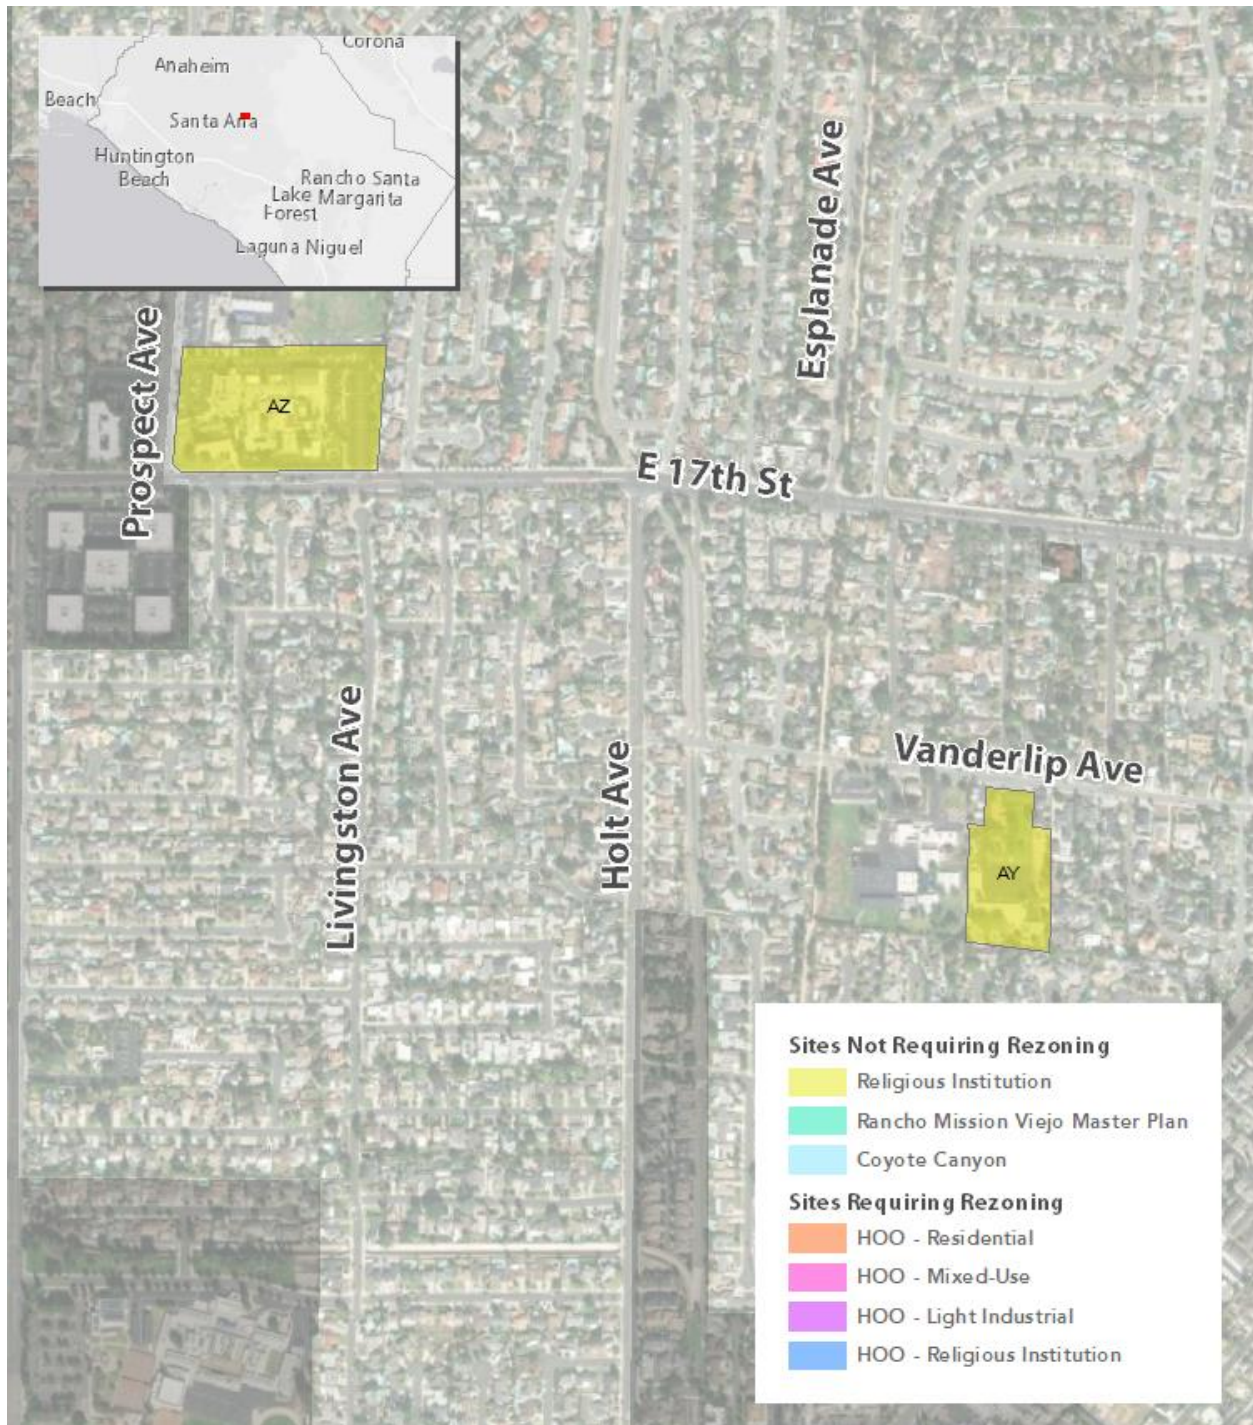 Corona
Anaheim
Beach
Santa Ana
Huntington
Beach
Rancho Santa
Lake Margarita
Forest
Laguna Niguel
Esplanade Ave
Prospect Ave
AZ
E 17th St
Vanderlip Ave
Livingston Ave
Holt Ave
AY
Sites Not Requiring Rezoning
Religious Institution
Rancho Mission Viejo Master Plan
Coyote Canyon
Sites Requiring Rezoning
HOO - Residential
HOO - Mixed-Use
HOO - Light Industrial
HOO - Religious Institution